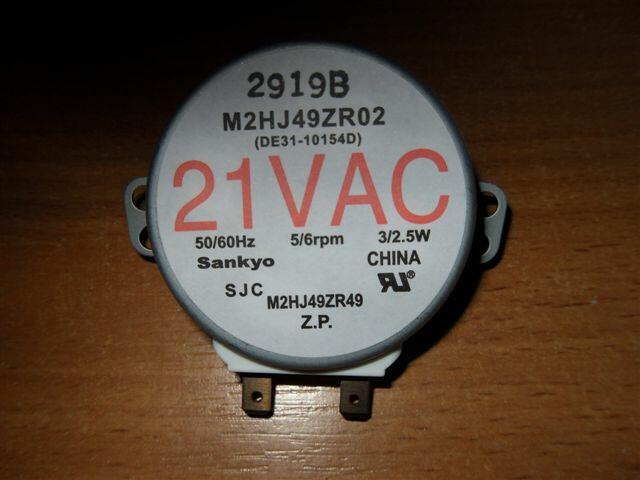 2919B
M2HJ49ZR02
(DE31-10154D)
21VAC
50/60Hz 5/6rpm 3/2.5W
Sankyo CHINA
SJC M2HJ49ZR49
Z.P.